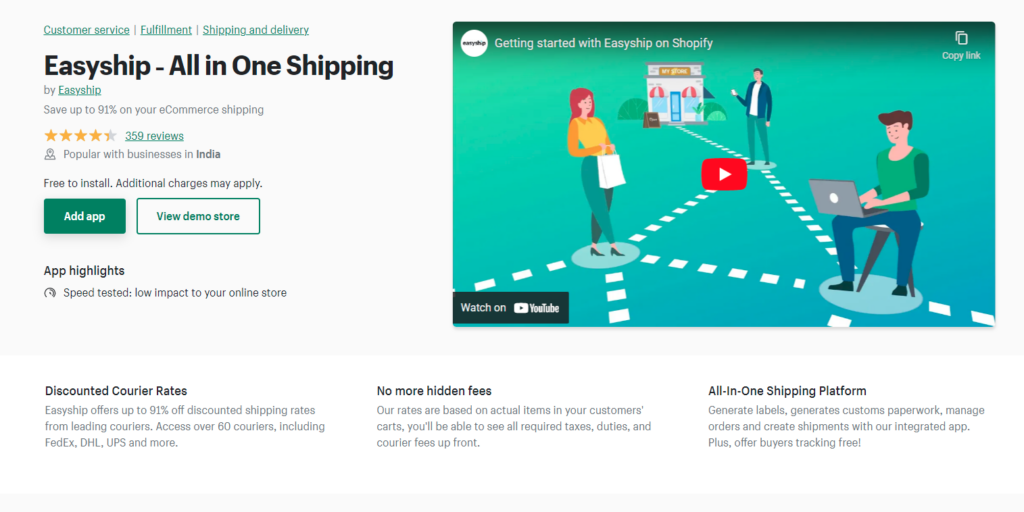 Customer service | Fulfillment | Shipping and delivery
Easyship - All in One Shipping
by Easyship
Save up to 91% on your eCommerce shipping
359 reviews
Popular with businesses in India
Free to install. Additional charges may apply.
Add app
View demo store
App highlights
Speed tested: low impact to your online store
easyship
Getting started with Easyship on Shopify
Copy link
MY STORE
Watch on YouTube
Discounted Courier Rates
Easyship offers up to 91% off discounted shipping rates
from leading couriers. Access over 60 couriers, including
FedEx, DHL, UPS and more.
No more hidden fees
Our rates are based on actual items in your customers'
carts, you'll be able to see all required taxes, duties, and
courier fees up front.
All-In-One Shipping Platform
Generate labels, generates customs paperwork, manage
orders and create shipments with our integrated app.
Plus, offer buyers tracking free!